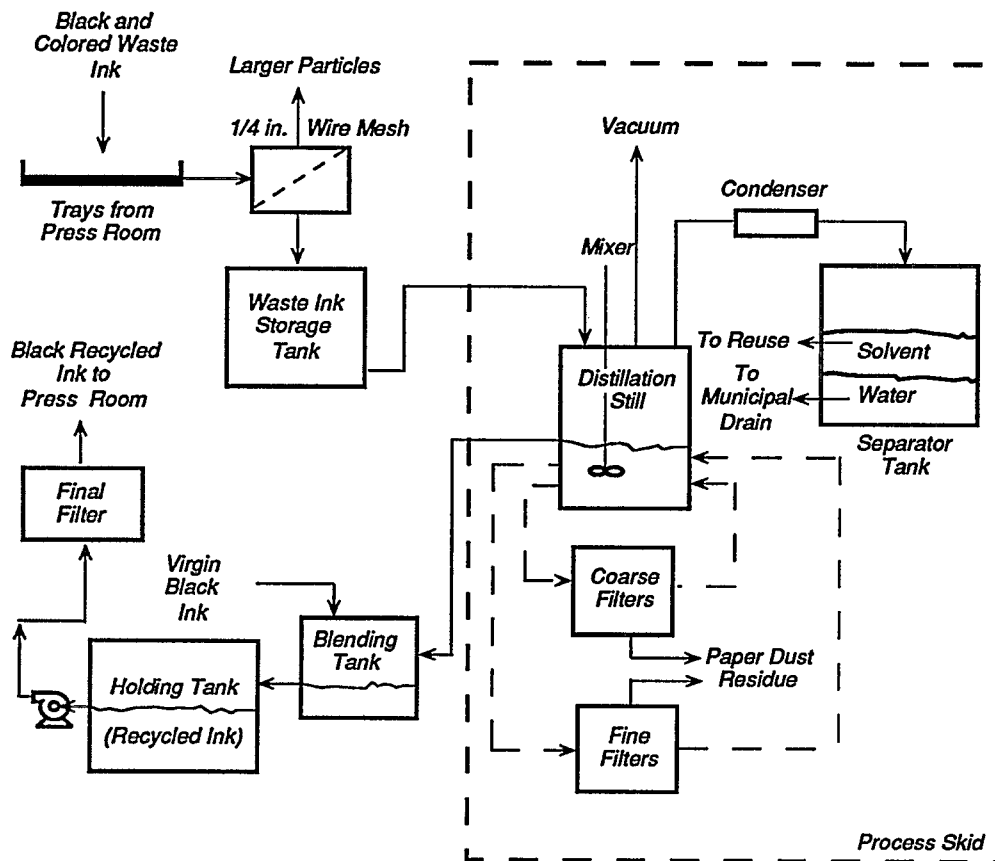 Black and
Colored Waste
Ink
Larger Particles
1/4 in. Wire Mesh
Trays from
Press Room
Waste Ink
Storage
Tank
Vacuum
Condenser
Mixer
Distillation
Still
To Reuse
Solvent
To
Municipal
Drain
Water
Separator
Tank
Black Recycled
Ink to
Press Room
Final
Filter
Virgin
Black
Ink
Blending
Tank
Holding Tank
(Recycled Ink)
Coarse
Filters
Paper Dust
Residue
Fine
Filters
Process Skid